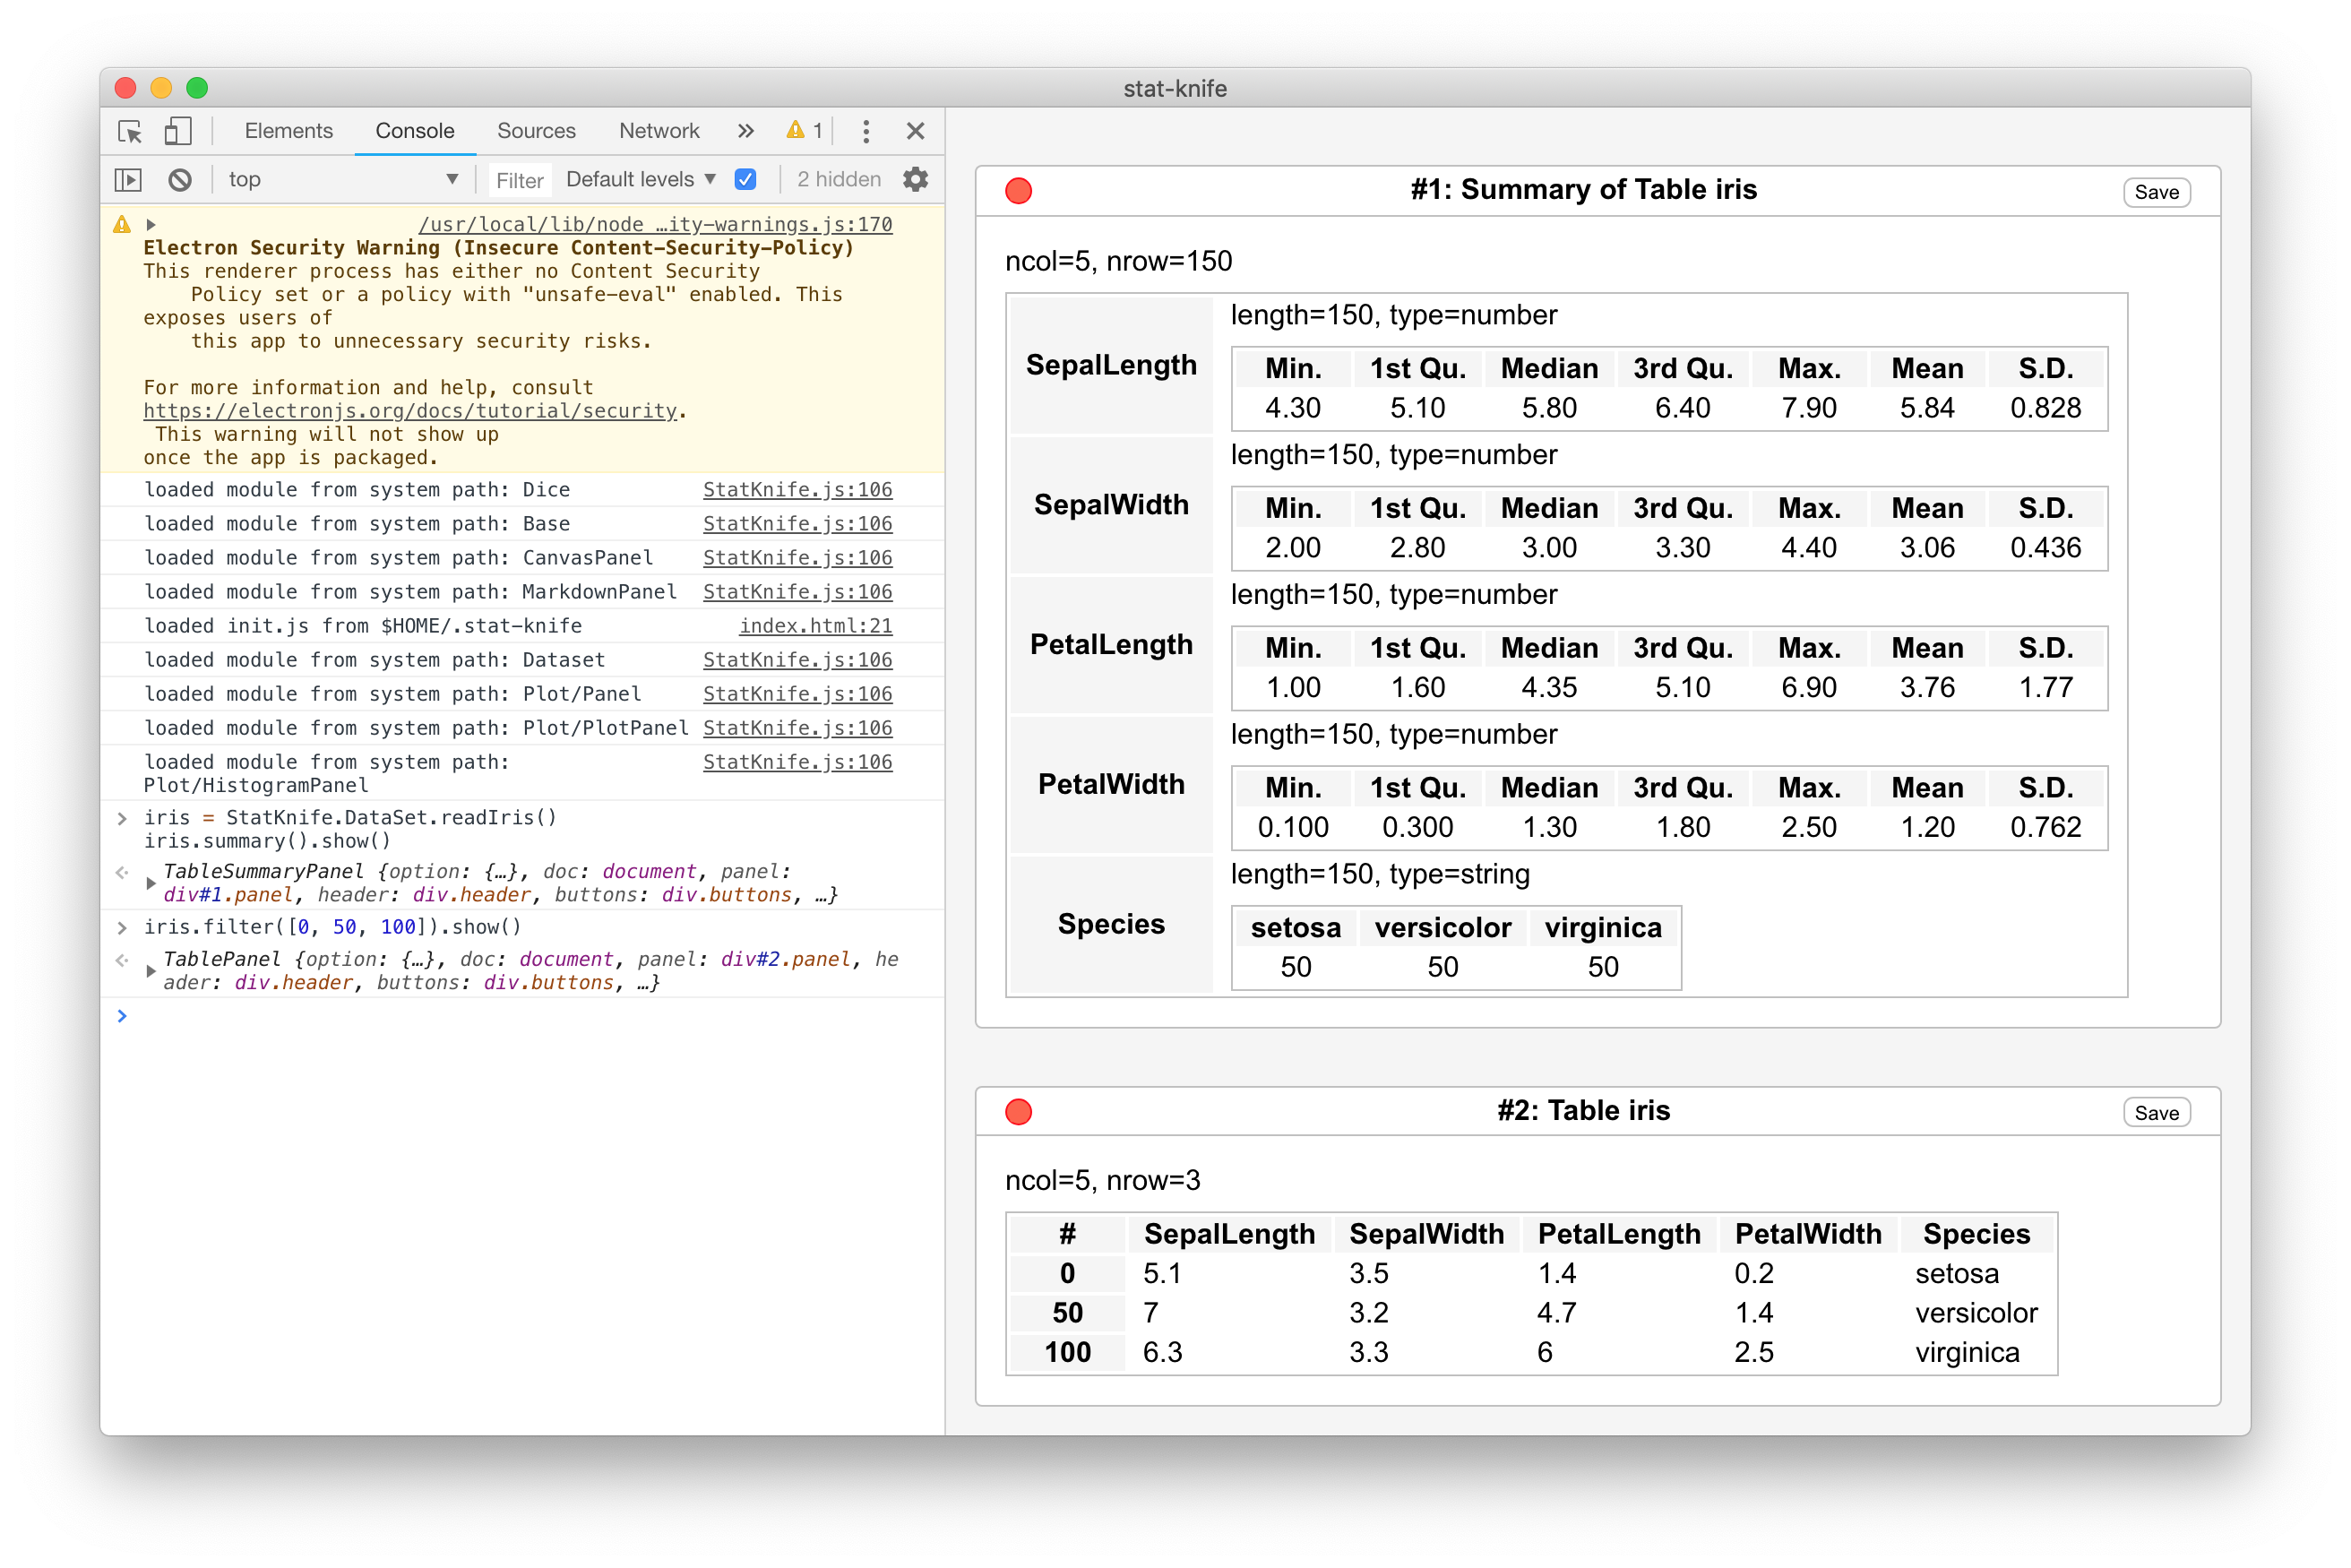 stat-knife
Elements Console Sources Network » 1
top Filter Default levels 2 hidden
/usr/local/lib/node …ity-warnings.js:170
Electron Security Warning (Insecure Content-Security-Policy)
This renderer process has either no Content Security
Policy set or a policy with "unsafe-eval" enabled. This
exposes users of
this app to unnecessary security risks.
For more information and help, consult
https://electronjs.org/docs/tutorial/security.
This warning will not show up
once the app is packaged.
loaded module from system path: Dice StatKnife.js:106
loaded module from system path: Base StatKnife.js:106
loaded module from system path: CanvasPanel StatKnife.js:106
loaded module from system path: MarkdownPanel StatKnife.js:106
loaded init.js from $HOME/.stat-knife index.html:21
loaded module from system path: Dataset StatKnife.js:106
loaded module from system path: Plot/Panel StatKnife.js:106
loaded module from system path: Plot/PlotPanel StatKnife.js:106
loaded module from system path: StatKnife.js:106
Plot/HistogramPanel
> iris = StatKnife.DataSet.readIris()
iris.summary().show()
TableSummaryPanel {option: {…}, doc: document, panel:
div#1.panel, header: div.header, buttons: div.buttons, …}
> iris.filter([0, 50, 100]).show()
TablePanel {option: {…}, doc: document, panel: div#2.panel, he
ader: div.header, buttons: div.buttons, …}
>
#1: Summary of Table iris Save
ncol=5, nrow=150
SepalLength
length=150, type=number
Min. 1st Qu. Median 3rd Qu. Max. Mean S.D.
4.30 5.10 5.80 6.40 7.90 5.84 0.828
SepalWidth
length=150, type=number
Min. 1st Qu. Median 3rd Qu. Max. Mean S.D.
2.00 2.80 3.00 3.30 4.40 3.06 0.436
PetalLength
length=150, type=number
Min. 1st Qu. Median 3rd Qu. Max. Mean S.D.
1.00 1.60 4.35 5.10 6.90 3.76 1.77
PetalWidth
length=150, type=number
Min. 1st Qu. Median 3rd Qu. Max. Mean S.D.
0.100 0.300 1.30 1.80 2.50 1.20 0.762
Species
length=150, type=string
setosa versicolor virginica
50 50 50
#2: Table iris Save
ncol=5, nrow=3
# SepalLength SepalWidth PetalLength PetalWidth Species
0 5.1 3.5 1.4 0.2 setosa
50 7 3.2 4.7 1.4 versicolor
100 6.3 3.3 6 2.5 virginica